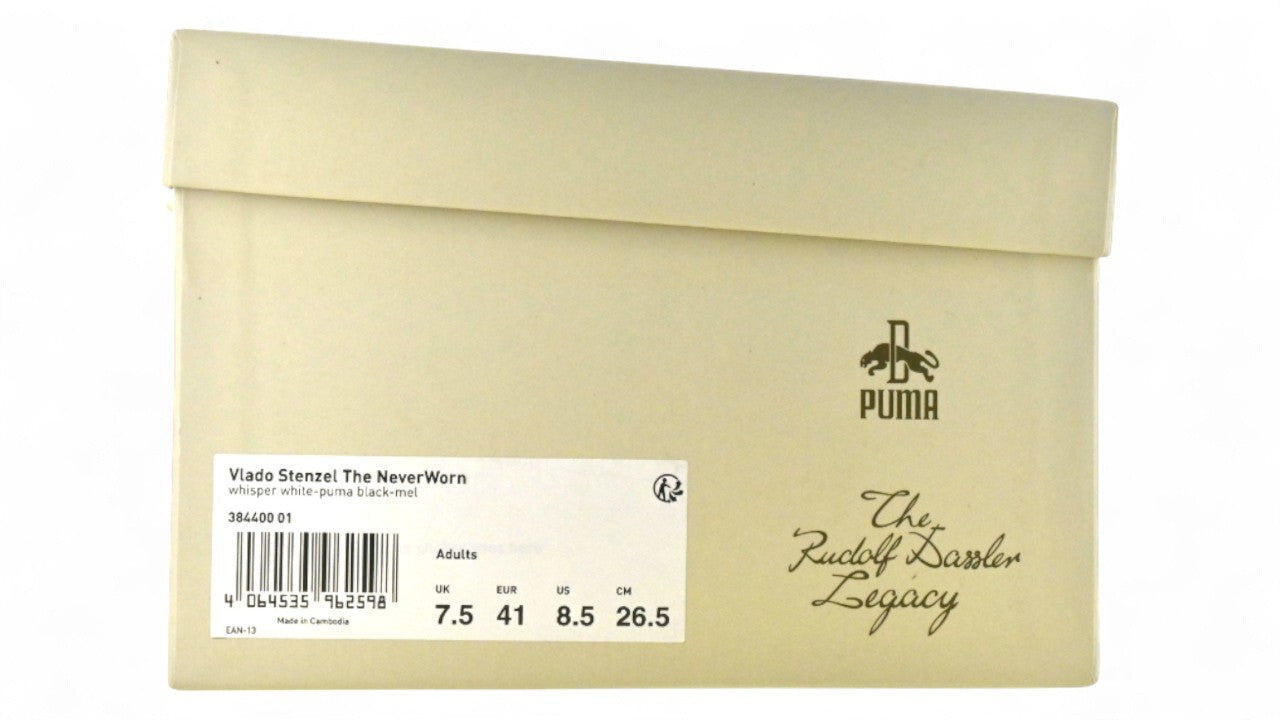 D
PUMA
The
Rudolf Dassler
Legacy
Vlado Stenzel The NeverWorn
whisper white-puma black-mel
384400 01
Adults
UK EUR US CM
7.5 41 8.5 26.5
4 064535 962598
Made in Cambodia
EAN-13